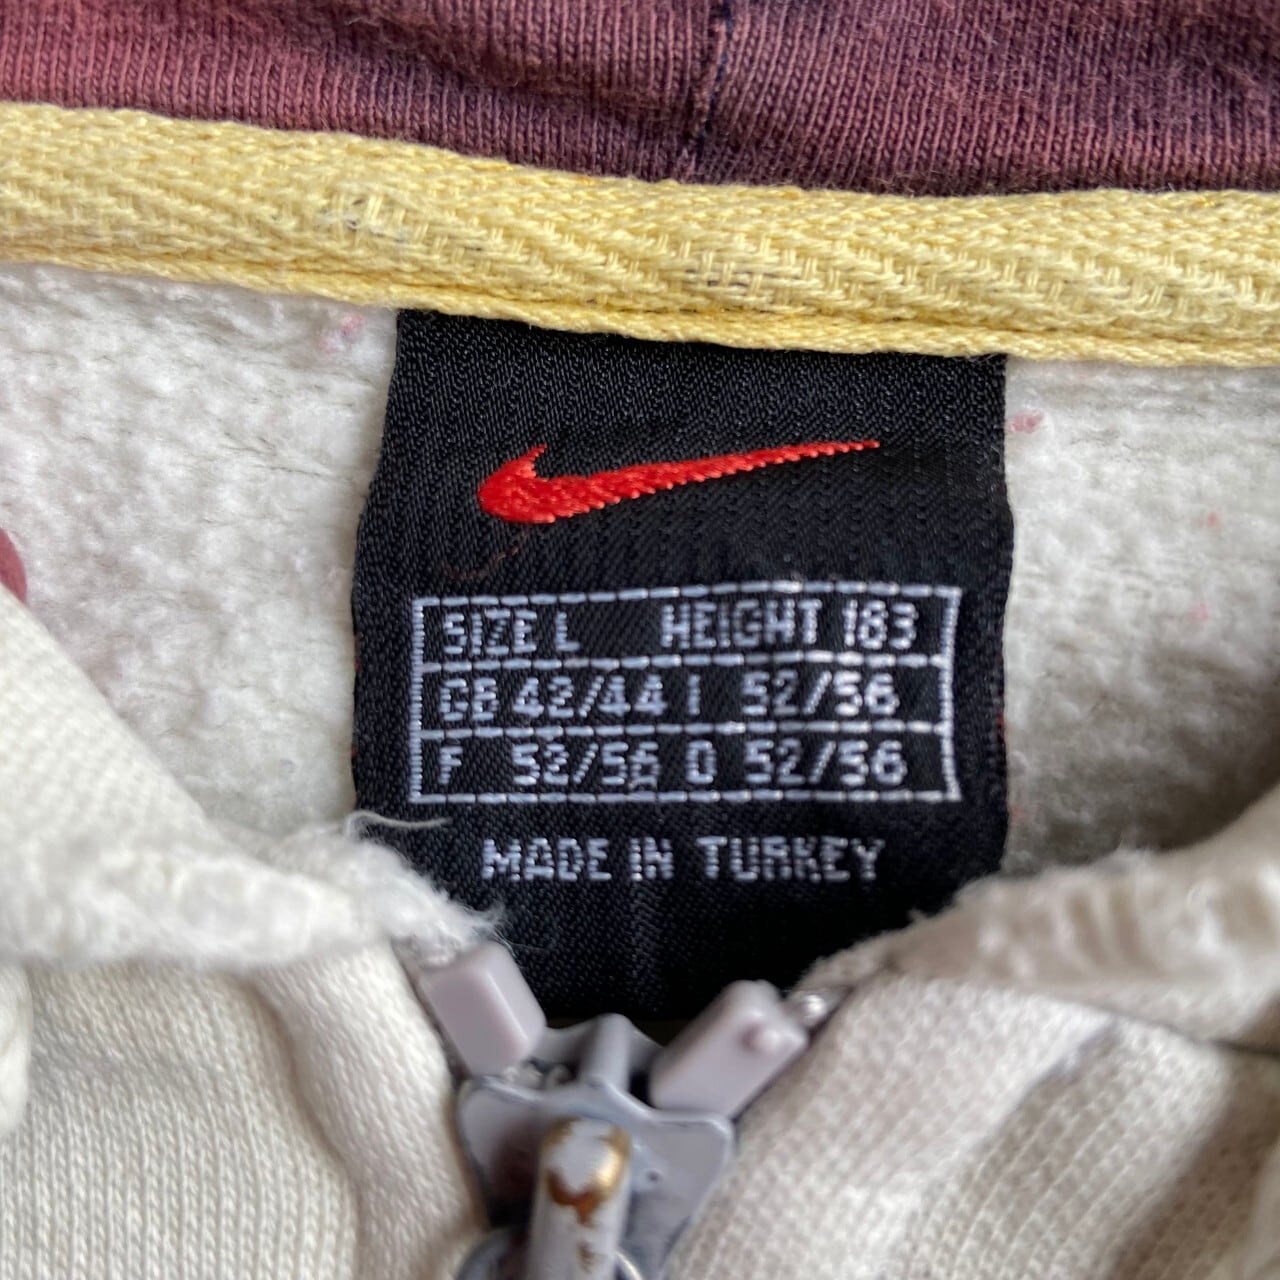 SIZE L HEIGHT 183
GB 42/44 I 52/56
F 52/56 D 52/56
MADE IN TURKEY